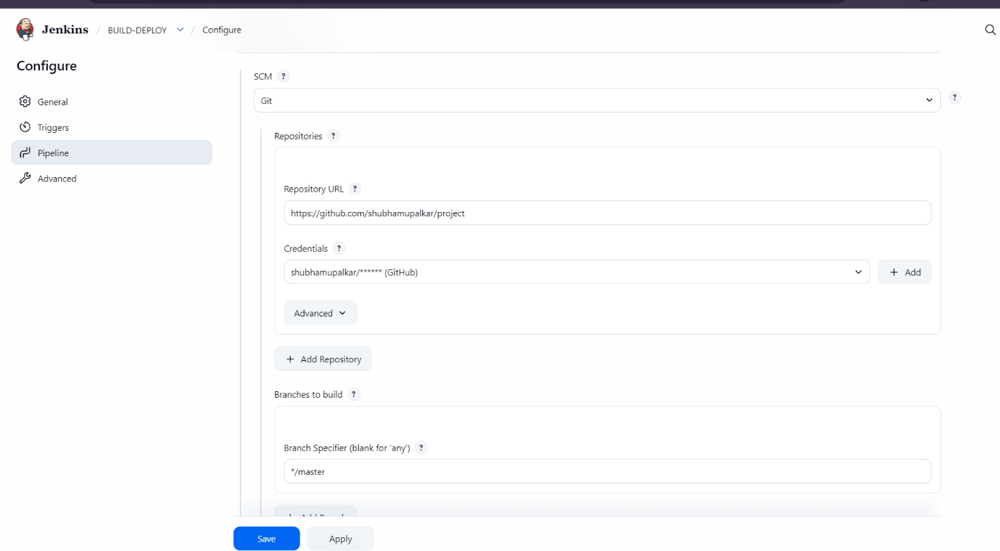 Jenkins / BUILD-DEPLOY / Configure
Configure
General
Triggers
Pipeline
Advanced
SCM ?
Git
?
Repositories ?
Repository URL ?
https://github.com/shubhamupalkar/project
Credentials ?
shubhamupalkar/****** (GitHub)
+ Add
Advanced
+ Add Repository
Branches to build ?
Branch Specifier (blank for 'any') ?
*/master
Save
Apply